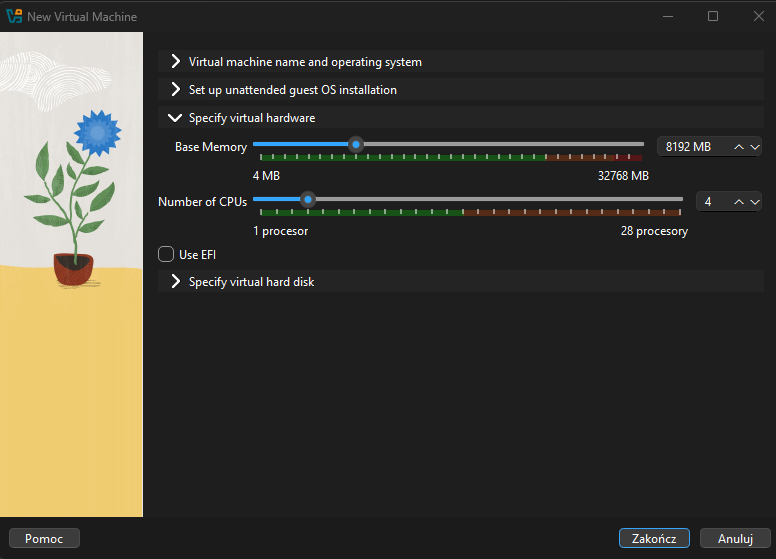 New Virtual Machine
Virtual machine name and operating system
Set up unattended guest OS installation
Specify virtual hardware
Base Memory 8192 MB
4 MB 32768 MB
Number of CPUs 4
1 procesor 28 procesory
Use EFI
Specify virtual hard disk
Pomoc Zakończ Anuluj